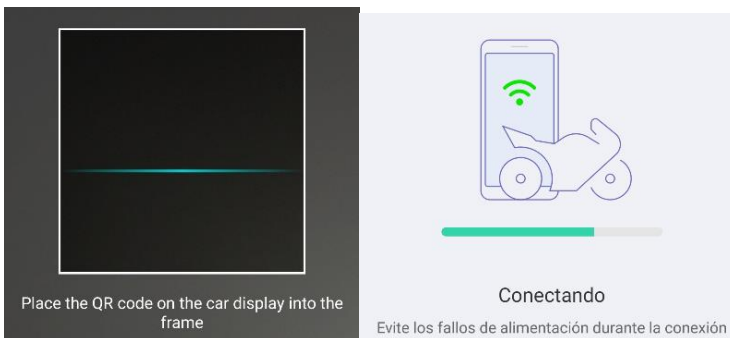 Place the QR code on the car display into the
frame
Conectando
Evite los fallos de alimentación durante la conexión